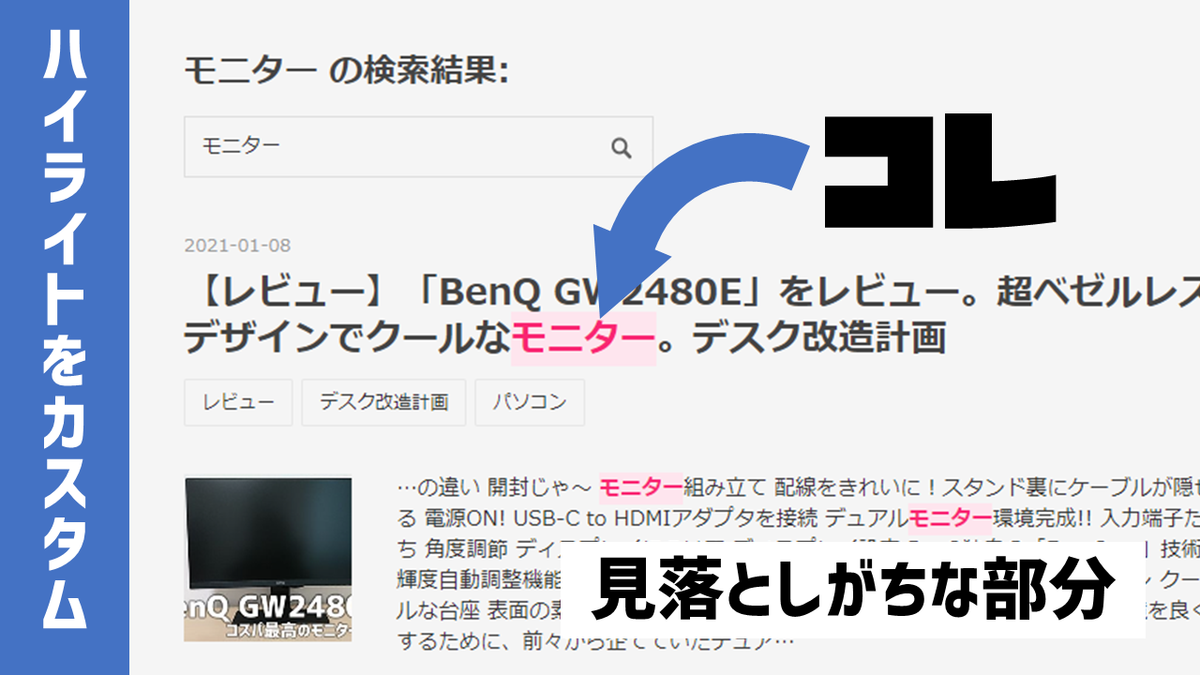 ハイライトをカスタム
モニター の検索結果:
モニター
コレ
2021-01-08
【レビュー】「BenQ GW2480E」をレビュー。超ベゼルレス
デザインでクールなモニター。デスク改造計画
レビュー
デスク改造計画
パソコン
…の違い 開封じゃ～ モニター組み立て 配線をきれいに！スタンド裏にケーブルが隠せ
る 電源ON! USB-C to HDMIアダプタを接続 デュアルモニター環境完成!! 入力端子た
ち 角度調節 ディ
技術
輝度自動調整機能
クー
ルな台座 表面の
を良く
するために、前々から企てていたデュア…
見落としがちな部分
enQ GW2480
コスパ最高のモニター